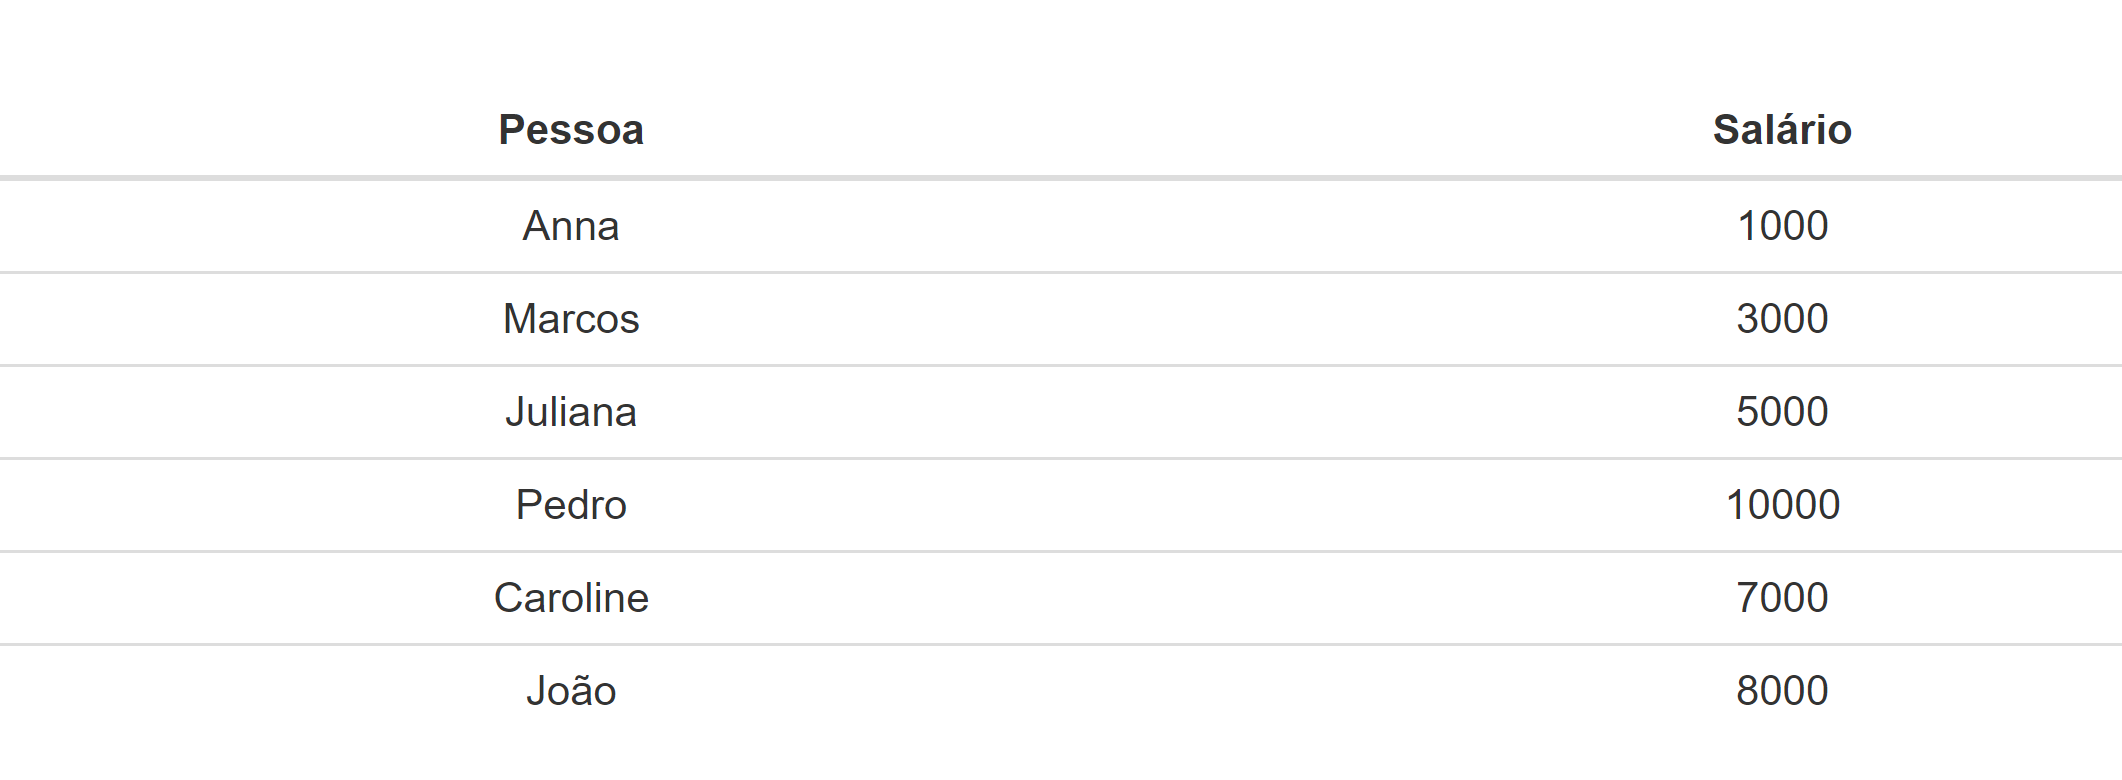 Pessoa Salário
Anna 1000
Marcos 3000
Juliana 5000
Pedro 10000
Caroline 7000
João 8000